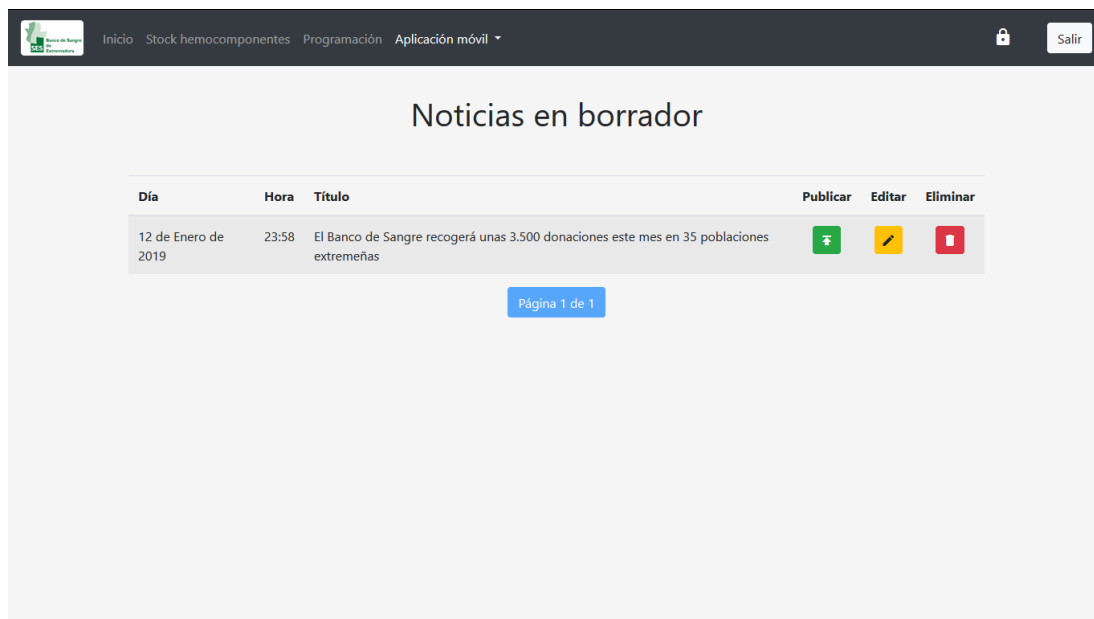 SES Banco de Sangre
de
Extremadura
Inicio Stock hemocomponentes Programación Aplicación móvil Salir
Noticias en borrador
Día Hora Título Publicar Editar Eliminar
12 de Enero de 23:58 El Banco de Sangre recogerá unas 3.500 donaciones este mes en 35 poblaciones
2019 extremeñas
Página 1 de 1